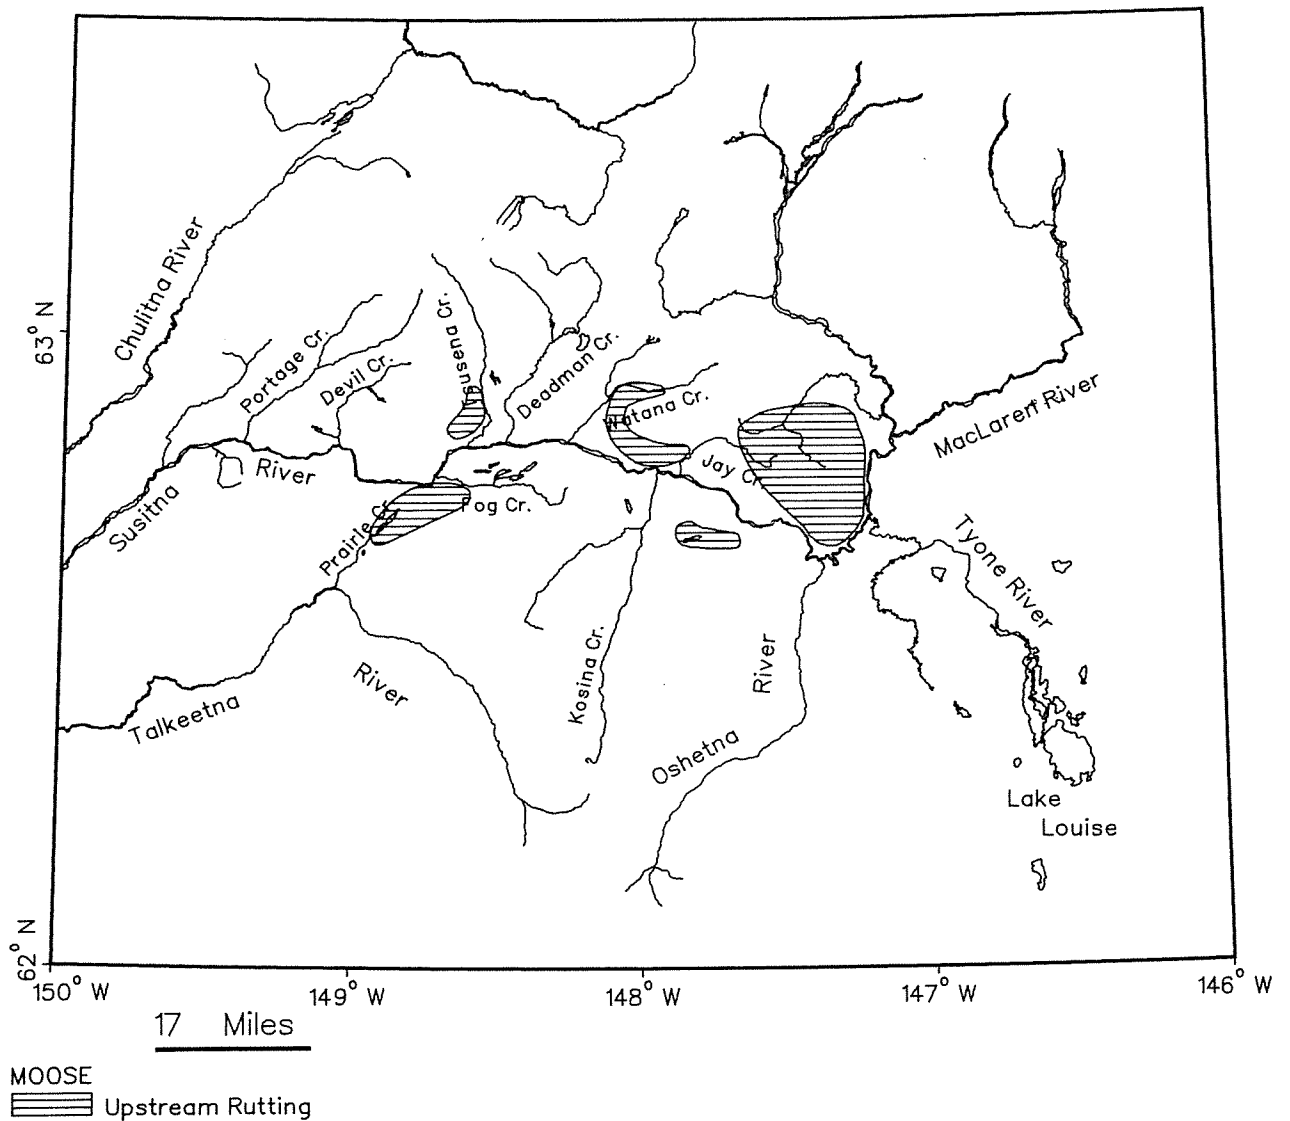 Chulitna River
63° N
Portage Cr.
Devil Cr.
Tsusena Cr.
Deadman Cr.
Watana Cr.
MacLaren River
Susitna
River
Jay Cr.
Fog Cr.
Prairie Cr.
Tyone River
Kosina Cr.
River
Oshetna
River
Talkeetna
Lake
Louise
62° N
150° W
149° W
148° W
147° W
146° W
17 Miles
MOOSE
Upstream Rutting